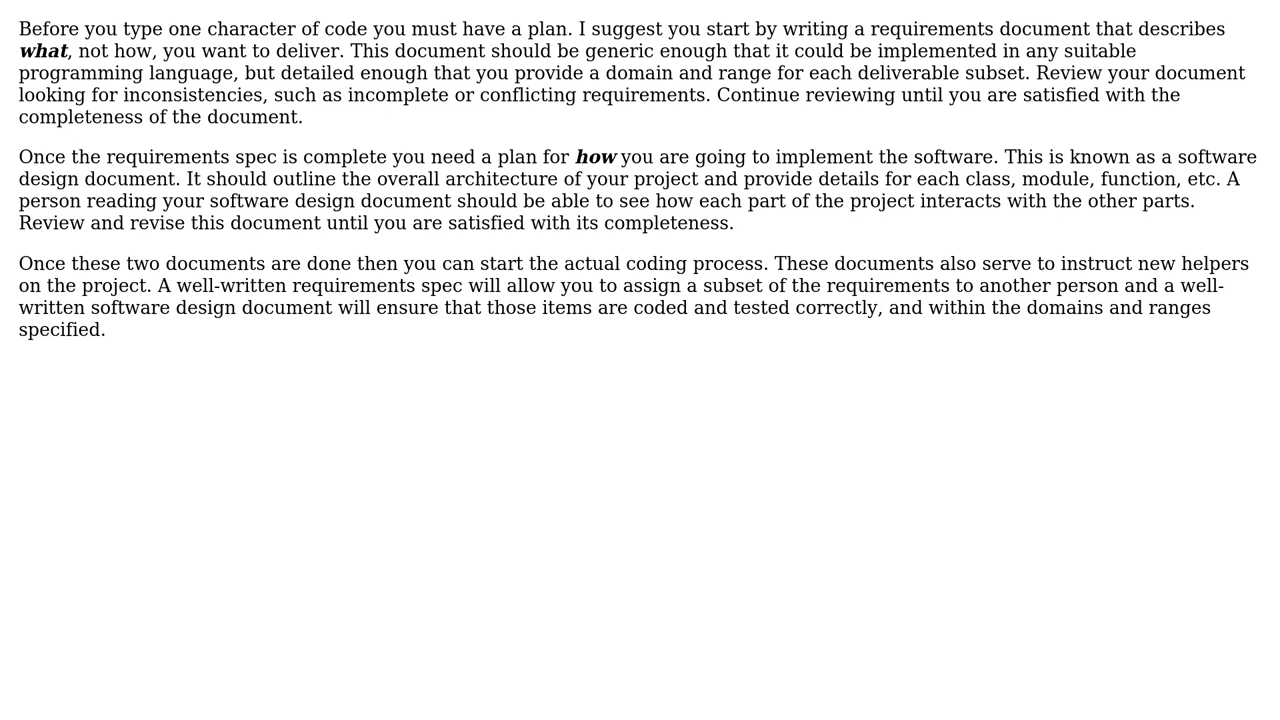 Before you type one character of code you must have a plan. I suggest you start by writing a requirements document that describes
what, not how, you want to deliver. This document should be generic enough that it could be implemented in any suitable
programming language, but detailed enough that you provide a domain and range for each deliverable subset. Review your document
looking for inconsistencies, such as incomplete or conflicting requirements. Continue reviewing until you are satisfied with the
completeness of the document.
Once the requirements spec is complete you need a plan for how you are going to implement the software. This is known as a software
design document. It should outline the overall architecture of your project and provide details for each class, module, function, etc. A
person reading your software design document should be able to see how each part of the project interacts with the other parts.
Review and revise this document until you are satisfied with its completeness.
Once these two documents are done then you can start the actual coding process. These documents also serve to instruct new helpers
on the project. A well-written requirements spec will allow you to assign a subset of the requirements to another person and a well-
written software design document will ensure that those items are coded and tested correctly, and within the domains and ranges
specified.